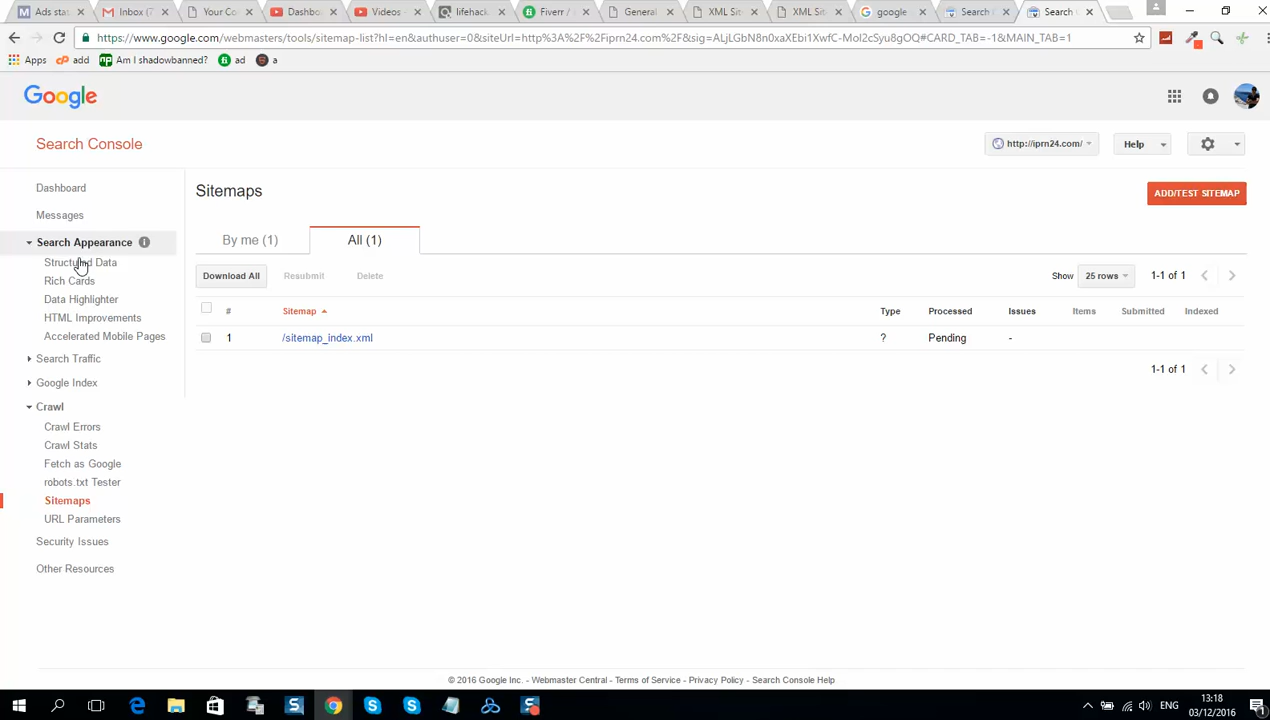 Ads stat
Inbox (7
Your Co
Dashbo
Videos
lifehack
Fiverr /
General
XML Sit
XML Sit
google
Search
Search
https://www.google.com/webmasters/tools/sitemap-list?hl=en&authuser=0&siteUrl=http%3A%2F%2Fiprn24.com%2F&sig=ALjLGbN8n0xaXEbi1XwfC-MoI2cSyu8gOQ#CARD_TAB=-1&MAIN_TAB=1
Apps
add
Am I shadowbanned?
ad
a
Google
Search Console
http://iprn24.com/
Help
Dashboard
Messages
Search Appearance
Structured Data
Rich Cards
Data Highlighter
HTML Improvements
Accelerated Mobile Pages
Search Traffic
Google Index
Crawl
Crawl Errors
Crawl Stats
Fetch as Google
robots.txt Tester
Sitemaps
URL Parameters
Security Issues
Other Resources
Sitemaps
ADD/TEST SITEMAP
By me (1)
All (1)
Download All
Resubmit
Delete
Show
25 rows
1-1 of 1
# Sitemap Type Processed Issues Items Submitted Indexed
1 /sitemap_index.xml ? Pending -
1-1 of 1
© 2016 Google Inc. - Webmaster Central - Terms of Service - Privacy Policy - Search Console Help
ENG
13:18
03/12/2016